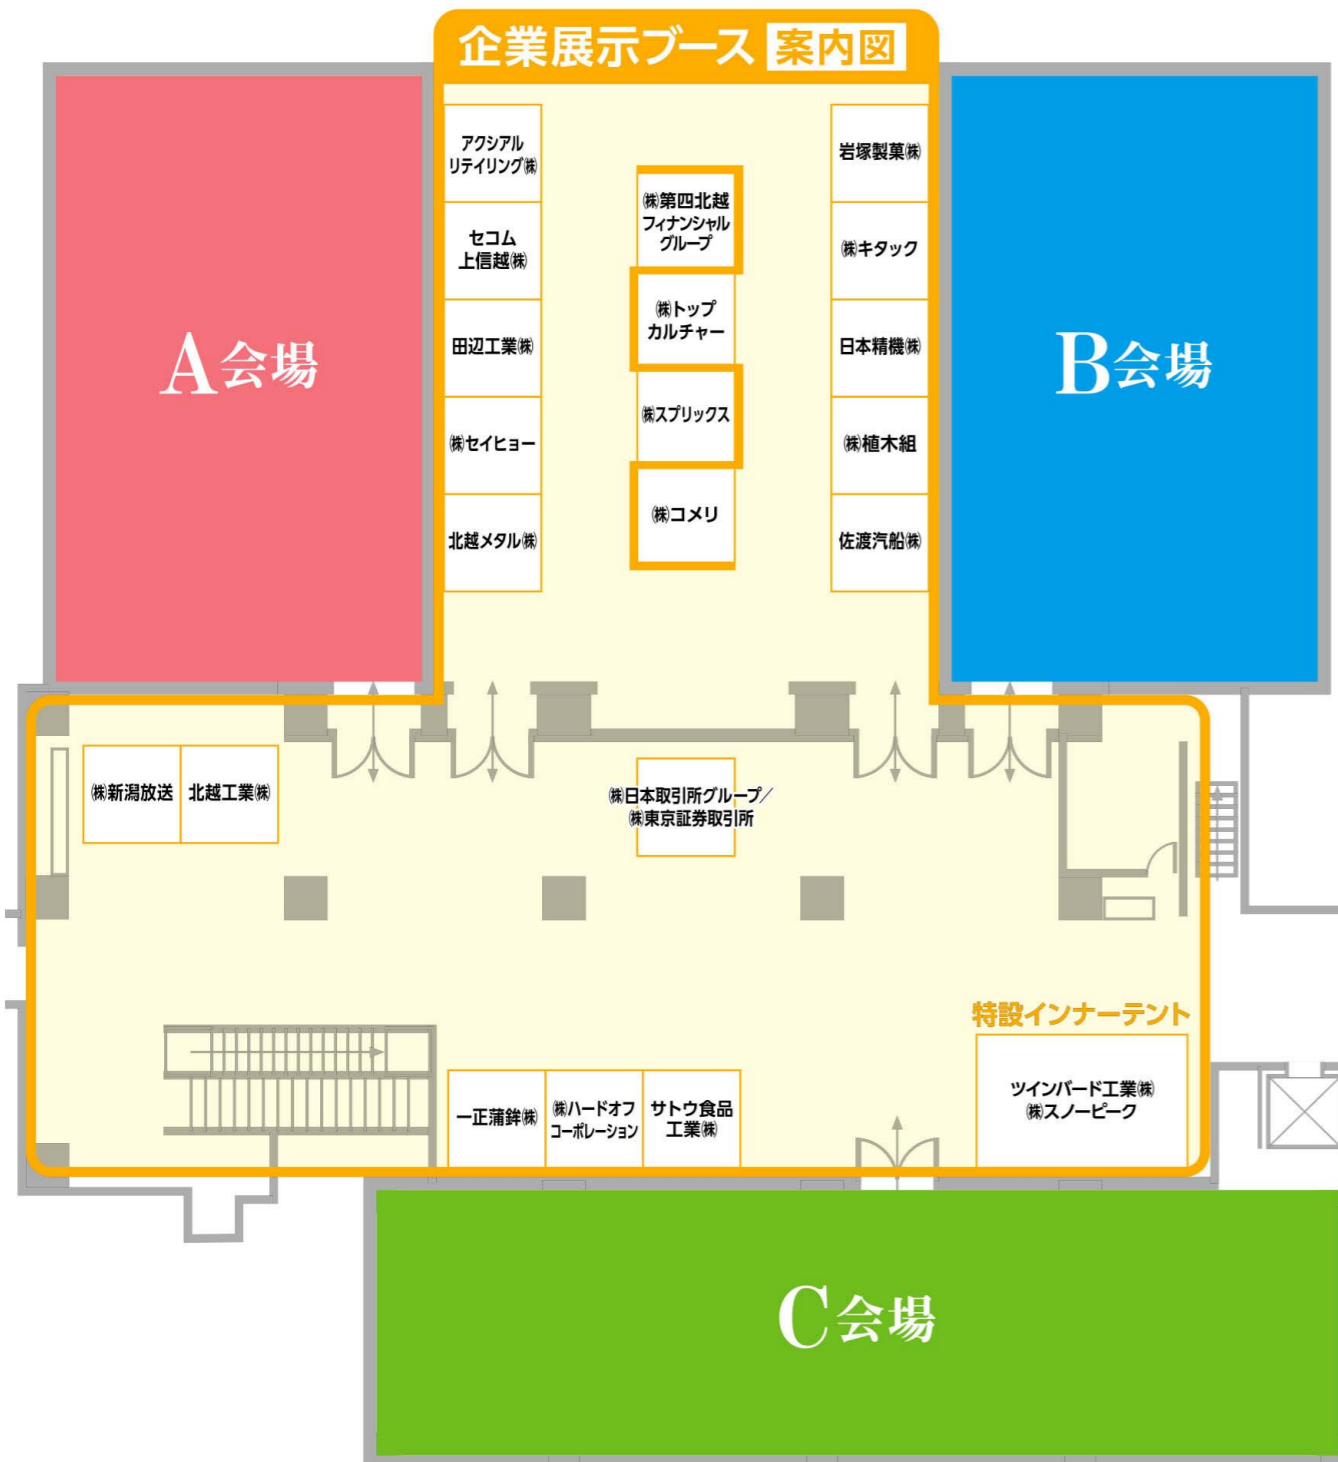 企業展示ブース 案内図
アクシアル
リテイリング㈱
セコム
上信越㈱
田辺工業㈱
㈱セイヒョー
北越メタル㈱
㈱第四北越
フィナンシャル
グループ
㈱トップ
カルチャー
㈱スプリックス
㈱コメリ
岩塚製菓㈱
㈱キタック
日本精機㈱
㈱植木組
佐渡汽船㈱
A会場
B会場
㈱新潟放送
北越工業㈱
㈱日本取引所グループ/
㈱東京証券取引所
特設インナーテント
ツインバード工業㈱
㈱スノーピーク
一正蒲鉾㈱
㈱ハードオフ
コーポレーション
サトウ食品
工業㈱
C会場